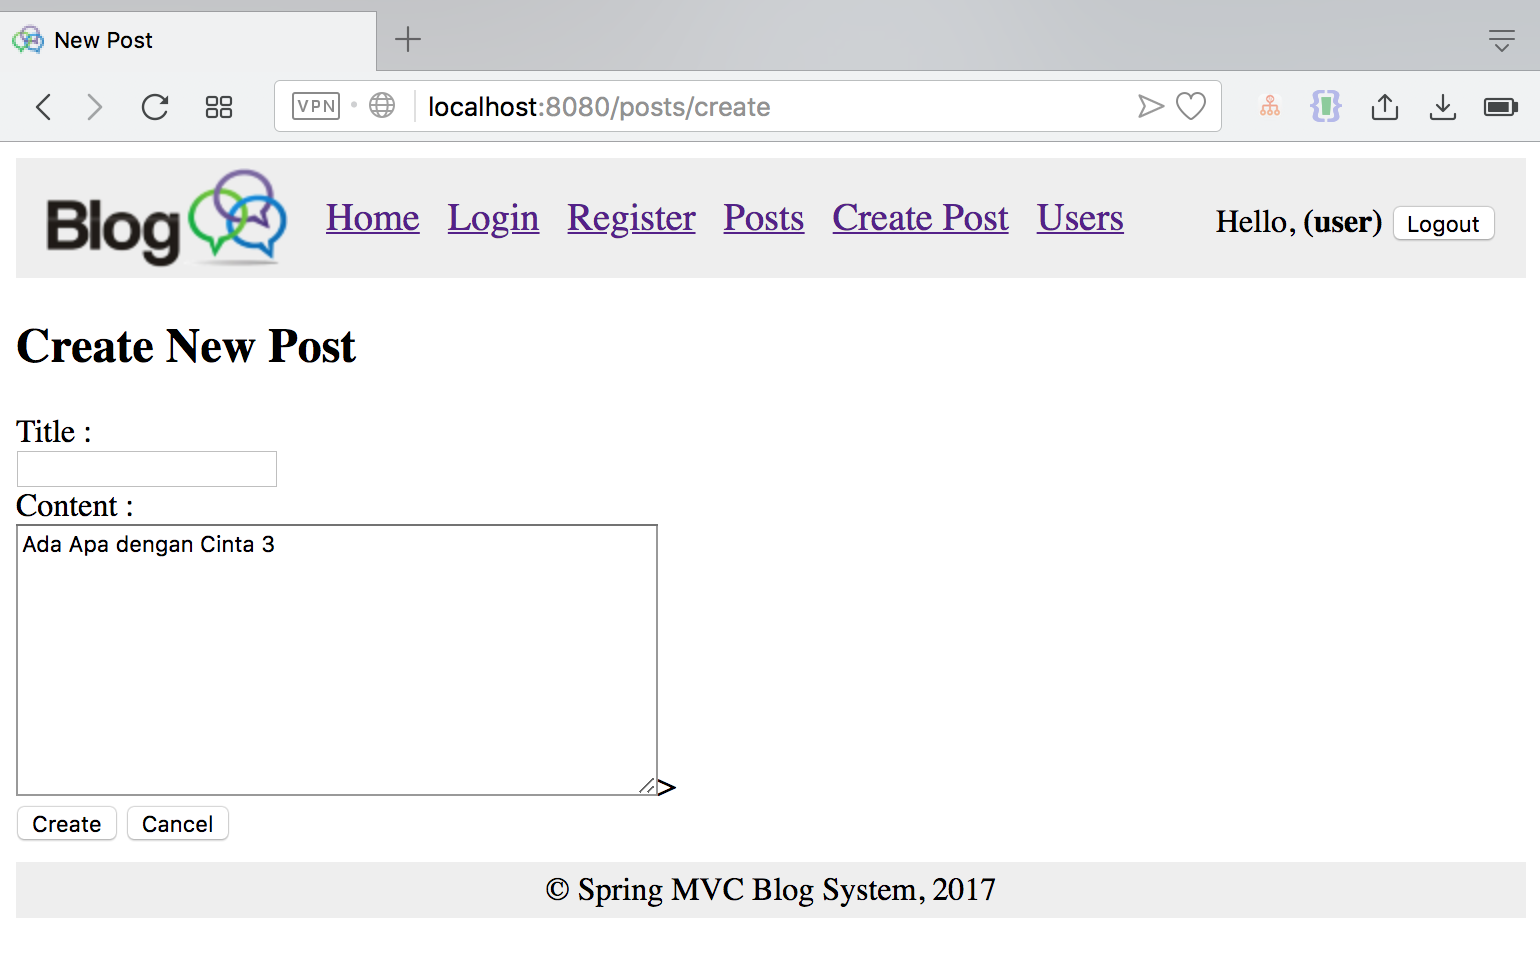 New Post
VPN localhost:8080/posts/create
Blog Home Login Register Posts Create Post Users Hello, (user) Logout
Create New Post
Title :
Content :
Ada Apa dengan Cinta 3
>
Create Cancel
© Spring MVC Blog System, 2017